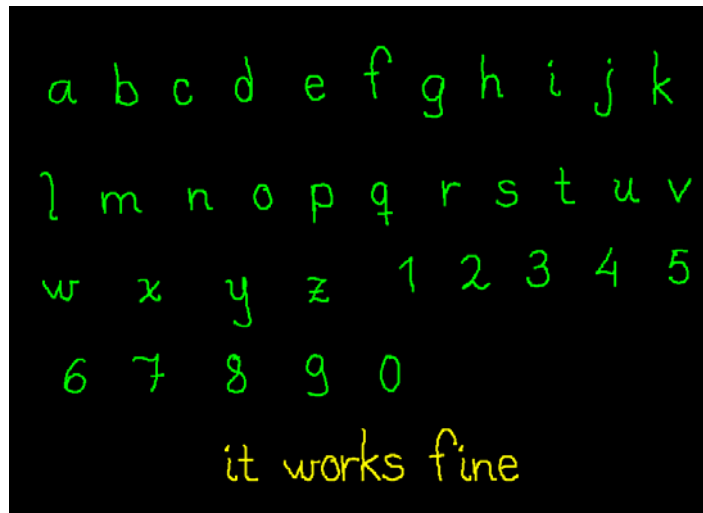 a b c d e f g h i j k
l m n o p q r s t u v
w x y z 1 2 3 4 5
6 7 8 9 0
it works fine